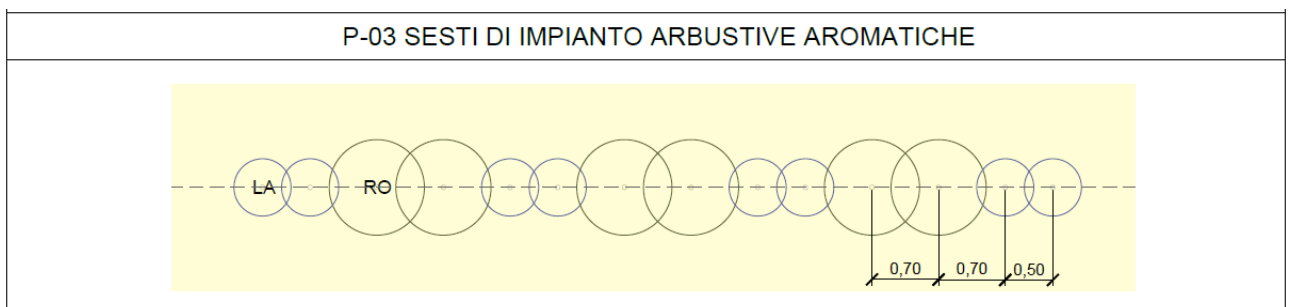 P-03 SESTI DI IMPIANTO ARBUSTIVE AROMATICHE
LA RO
0,70 0,70 0,50